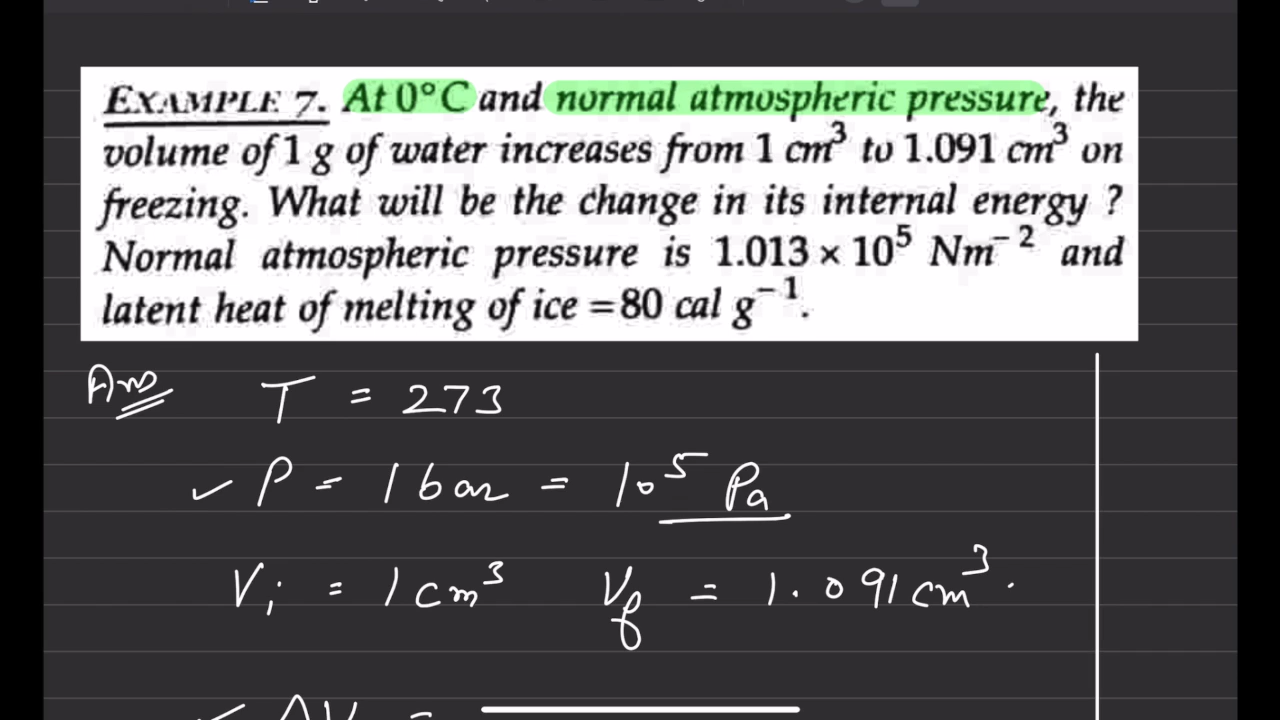 EXAMPLE 7. At 0°C and normal atmospheric pressure, the
volume of 1 g of water increases from 1 cm³ to 1.091 cm³ on
freezing. What will be the change in its internal energy ?
Normal atmospheric pressure is 1.013 × 10⁵ Nm⁻² and
latent heat of melting of ice = 80 cal g⁻¹.
Ans T = 273
✓ P = 1 bar = 10⁵ Pa
Vi = 1 cm³ Vf = 1.091 cm³.